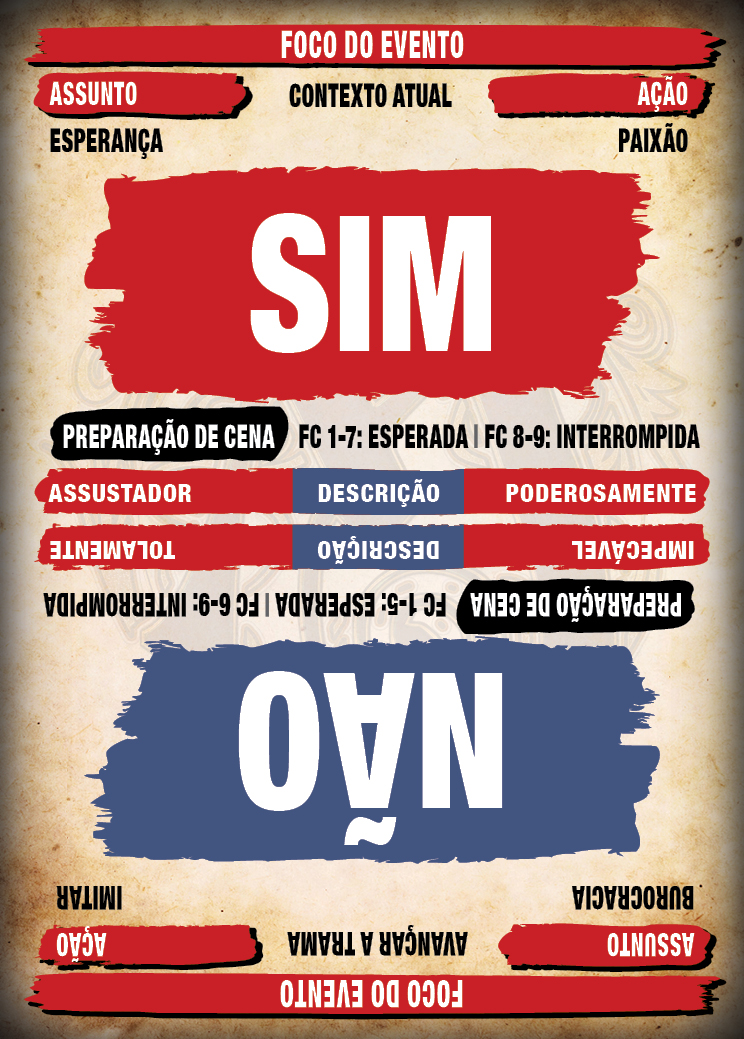 FOCO DO EVENTO
ASSUNTO CONTEXTO ATUAL AÇÃO
ESPERANÇA PAIXÃO
SIM
PREPARAÇÃO DE CENA FC 1-7: ESPERADA | FC 8-9: INTERROMPIDA
ASSUSTADOR DESCRIÇÃO PODEROSAMENTE
IMPECÁVEL DESCRIÇÃO TOLAMENTE
PREPARAÇÃO DE CENA FC 1-5: ESPERADA | FC 6-9: INTERROMPIDA
NÃO
BUROCRACIA IMITAR
ASSUNTO AVANÇAR A TRAMA AÇÃO
FOCO DO EVENTO